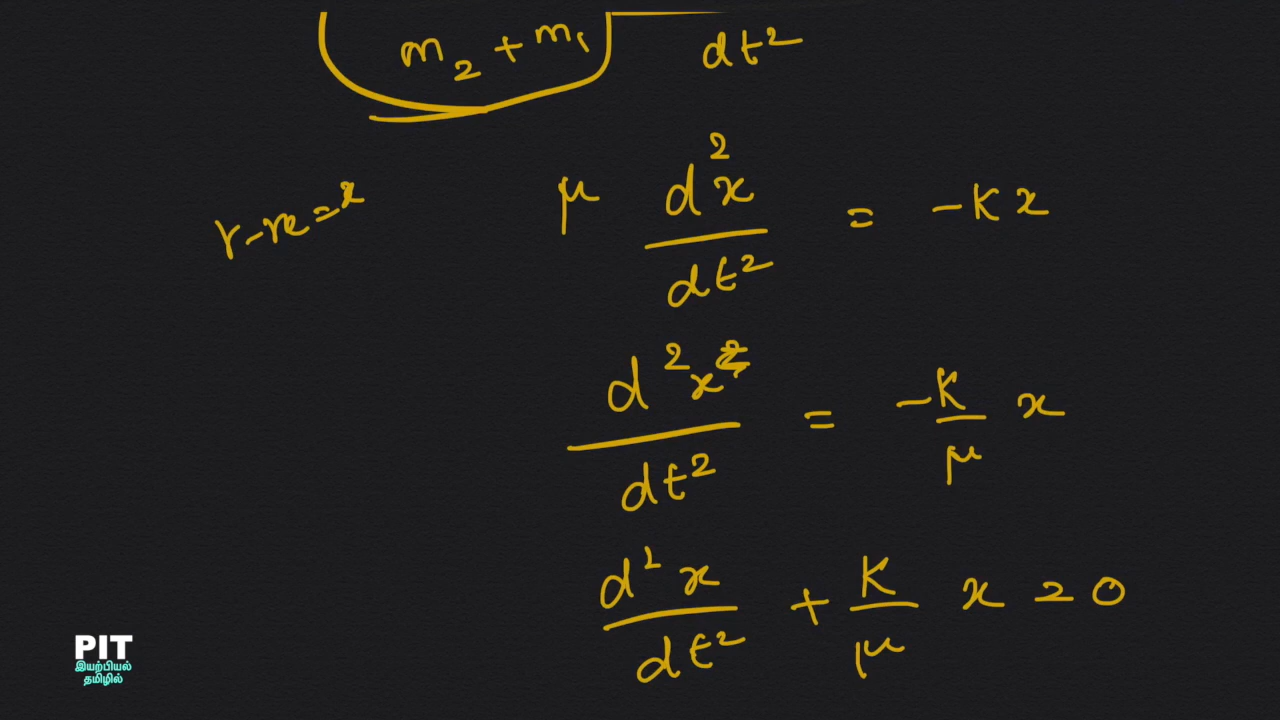 m₂ + m₁
dt²
r-re=x
μ d²x/dt² = -Kx
d²x/dt² = -K/μ x
d²x/dt² + K/μ x = 0
PIT
இயற்பியல்
தமிழில்